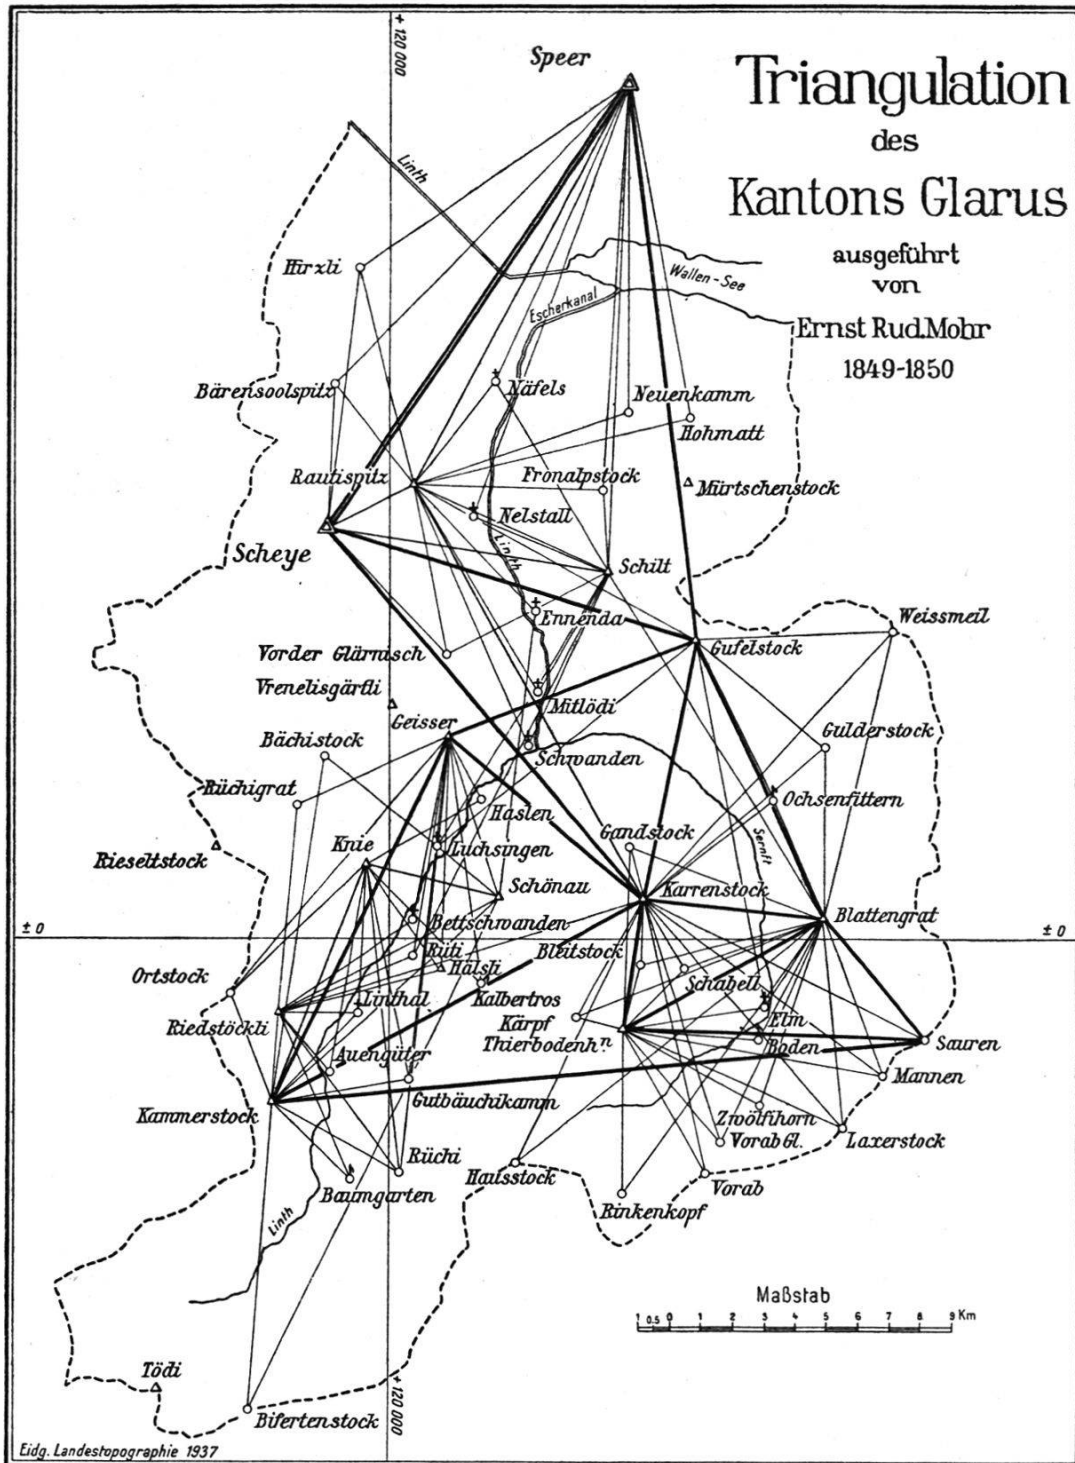 + 120 000
Speer
Triangulation
des
Kantons Glarus
ausgeführt
von
Ernst Rud. Mohr
1849-1850
Linth
Hirzli
Wallen-See
Escherkanal
Bärensoolspitz
Näfels
Neuenkamm
Hohmatt
Rautispitz
Fronalpstock
Mürtschenstock
Nelstall
Linth
Scheye
Schilt
Ennenda
Weissmeil
Vorder Glärnisch
Gufelstock
Vrenelisgärtli
Mitlödi
Geisser
Bächistock
Schwanden
Gulderstock
Rüchigrat
Haslen
Ochsenfittern
Gandstock
Sernft
Knie
Luchsingen
Rieseltstock
Schönau
Karrenstock
Bettschwanden
Blattengrat
± 0
± 0
Bleitstock
Rüti
Hälsli
Ortstock
Schabell
Linthal
Kalbertros
Elm
Riedstöckli
Kärpf
Thierbodenhⁿ.
Boden
Sauren
Auengüter
Mannen
Kammerstock
Gutbäuchikamm
Zwölfihorn
Vorab Gl.
Laxerstock
Rüchi
Hausstock
Baumgarten
Vorab
Rinkenkopf
Linth
Maßstab
1 0.5 0 1 2 3 4 5 6 7 8 9 Km
Tödi
+ 120 000
Bifertenstock
Eidg. Landestopographie 1937